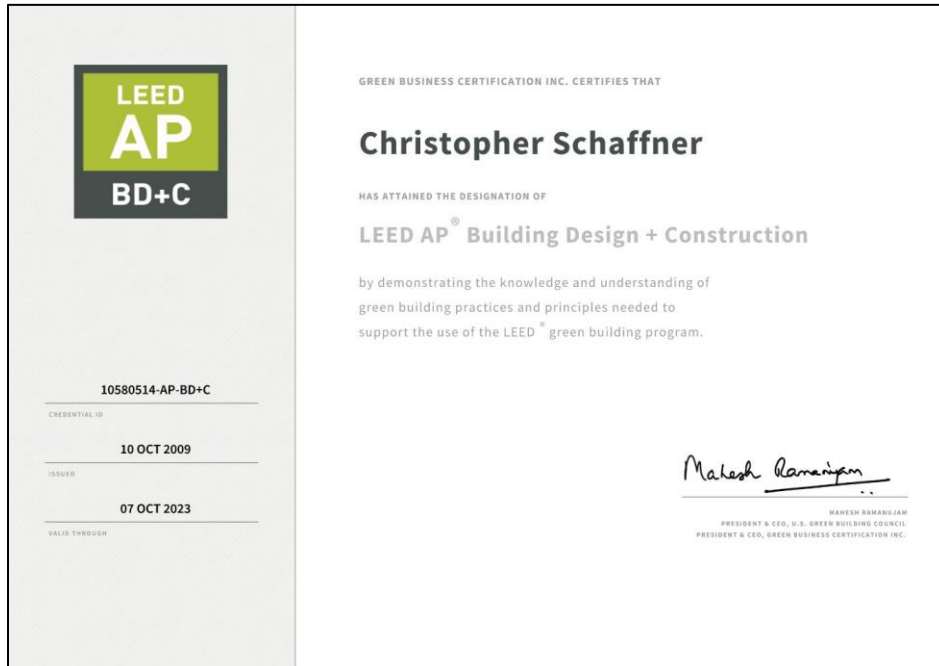 LEED
AP
BD+C
10580514-AP-BD+C
CREDENTIAL ID
10 OCT 2009
ISSUED
07 OCT 2023
VALID THROUGH
GREEN BUSINESS CERTIFICATION INC. CERTIFIES THAT
Christopher Schaffner
HAS ATTAINED THE DESIGNATION OF
LEED AP® Building Design + Construction
by demonstrating the knowledge and understanding of
green building practices and principles needed to
support the use of the LEED ® green building program.
Mahesh Ramanujam
MAHESH RAMANUJAM
PRESIDENT & CEO, U.S. GREEN BUILDING COUNCIL
PRESIDENT & CEO, GREEN BUSINESS CERTIFICATION INC.